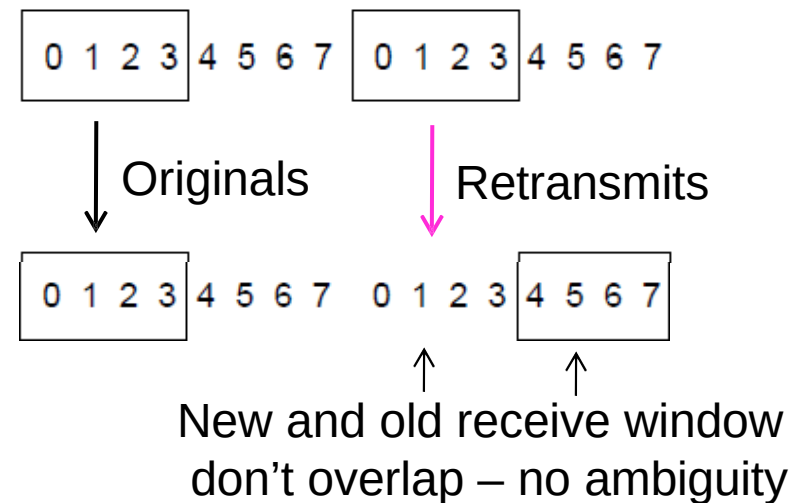 0 1 2 3 4 5 6 7 0 1 2 3 4 5 6 7
Originals Retransmits
0 1 2 3 4 5 6 7 0 1 2 3 4 5 6 7
New and old receive window
don’t overlap – no ambiguity